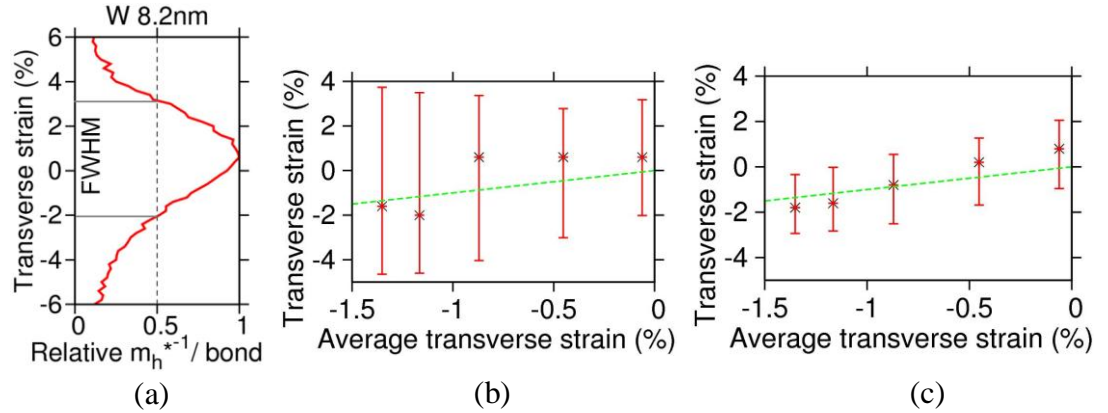 W 8.2nm
Transverse strain (%)
6
4
2
0
-2
-4
-6
FWHM
0 0.5 1
Relative m_h*^-1 / bond
(a)
Transverse strain (%)
4
2
0
-2
-4
-1.5 -1 -0.5 0
Average transverse strain (%)
(b)
Transverse strain (%)
4
2
0
-2
-4
-1.5 -1 -0.5 0
Average transverse strain (%)
(c)